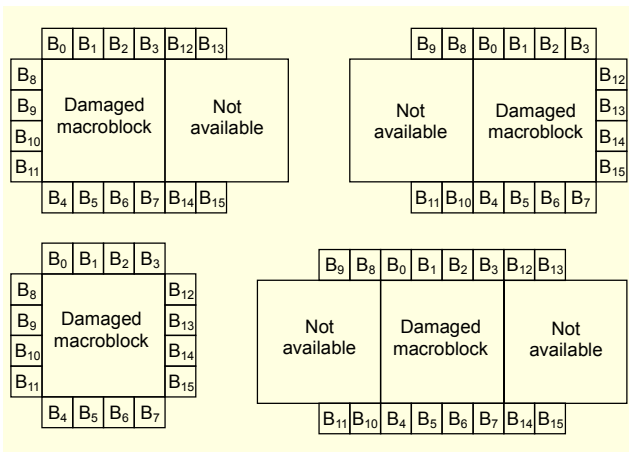 B₀ B₁ B₂ B₃ B₁₂ B₁₃
B₈
B₉
B₁₀
B₁₁
Damaged
macroblock
Not
available
B₄ B₅ B₆ B₇ B₁₄ B₁₅
B₉ B₈ B₀ B₁ B₂ B₃
Not
available
Damaged
macroblock
B₁₂
B₁₃
B₁₄
B₁₅
B₁₁ B₁₀ B₄ B₅ B₆ B₇
B₀ B₁ B₂ B₃
B₈
B₉
B₁₀
B₁₁
Damaged
macroblock
B₁₂
B₁₃
B₁₄
B₁₅
B₄ B₅ B₆ B₇
B₉ B₈ B₀ B₁ B₂ B₃ B₁₂ B₁₃
Not
available
Damaged
macroblock
Not
available
B₁₁ B₁₀ B₄ B₅ B₆ B₇ B₁₄ B₁₅